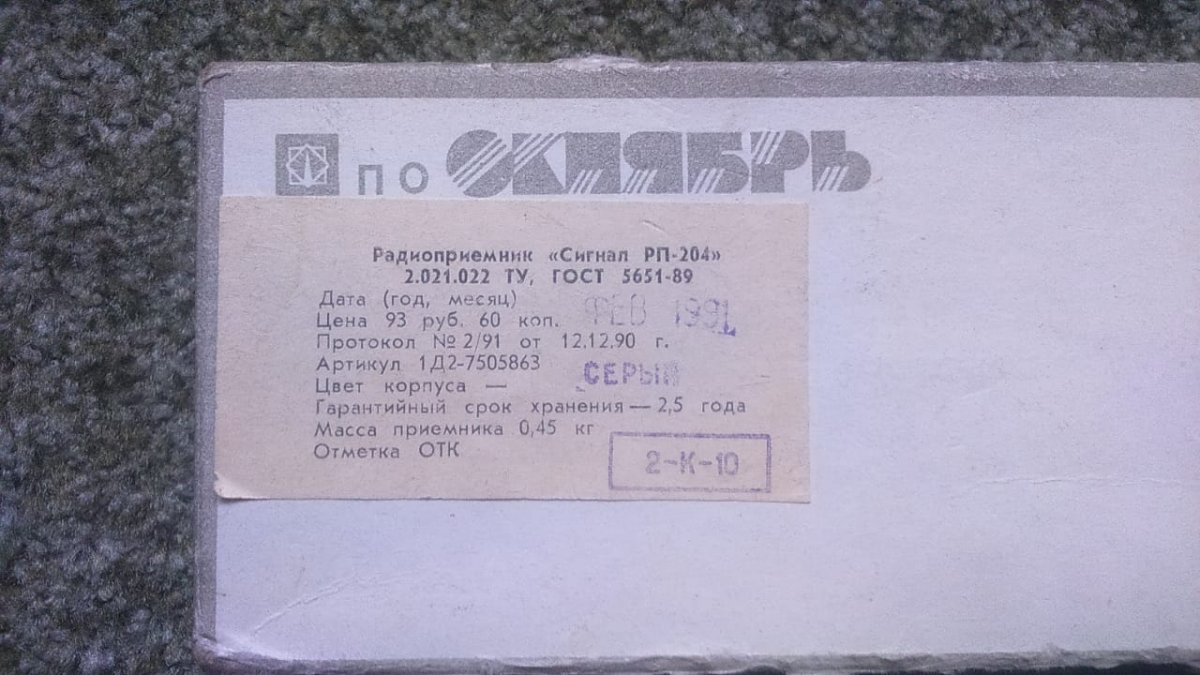 ПО ОКТЯБРЬ
Радиоприемник «Сигнал РП-204»
2.021.022 ТУ, ГОСТ 5651-89
Дата (год, месяц) ФЕВ 1991
Цена 93 руб. 60 коп.
Протокол № 2/91 от 12.12.90 г.
Артикул 1Д2-7505863
Цвет корпуса — СЕРЫЙ
Гарантийный срок хранения — 2,5 года
Масса приемника 0,45 кг
Отметка ОТК
2-К-10